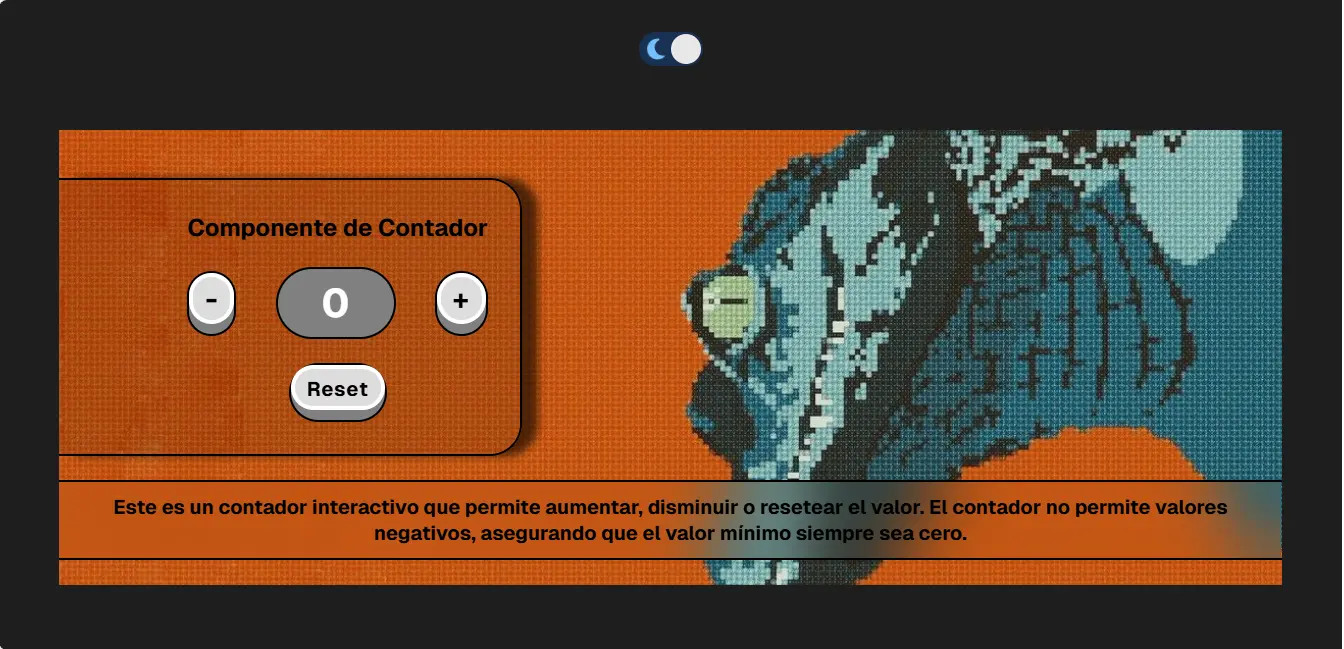 Componente de Contador
- 0 +
Reset
Este es un contador interactivo que permite aumentar, disminuir o resetear el valor. El contador no permite valores
negativos, asegurando que el valor mínimo siempre sea cero.